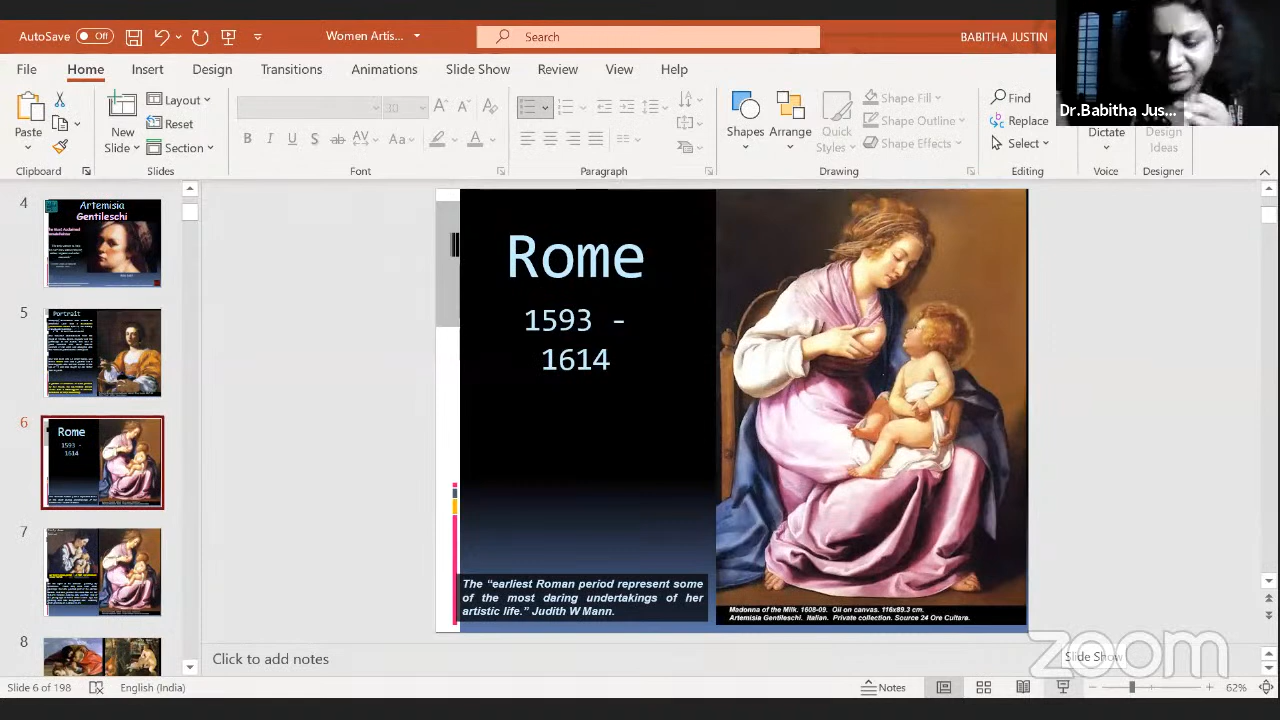 AutoSave Off
Women Artis...
Search
BABITHA JUSTIN
File Home Insert Design Transitions Animations Slide Show Review View Help
Paste
Clipboard
New
Slide
Layout
Reset
Section
Slides
B I U S ab AV Aa A
Font
Paragraph
Shapes
Arrange
Quick
Styles
Shape Fill
Shape Outline
Shape Effects
Drawing
Find
Replace
Select
Editing
Dictate
Voice
Design
Ideas
Designer
Dr.Babitha Jus...
4
Artemisia
Gentileschi
5
Portrait
6
Rome
1593 -
1614
7
8
Rome
1593 -
1614
The "earliest Roman period represent some
of the most daring undertakings of her
artistic life." Judith W Mann.
Madonna of the Milk. 1608-09. Oil on canvas. 116x89.3 cm.
Artemisia Gentileschi. Italian. Private collection. Source 24 Ore Cultara.
Click to add notes
Slide Show
zoom
Slide 6 of 198
English (India)
Notes
62%